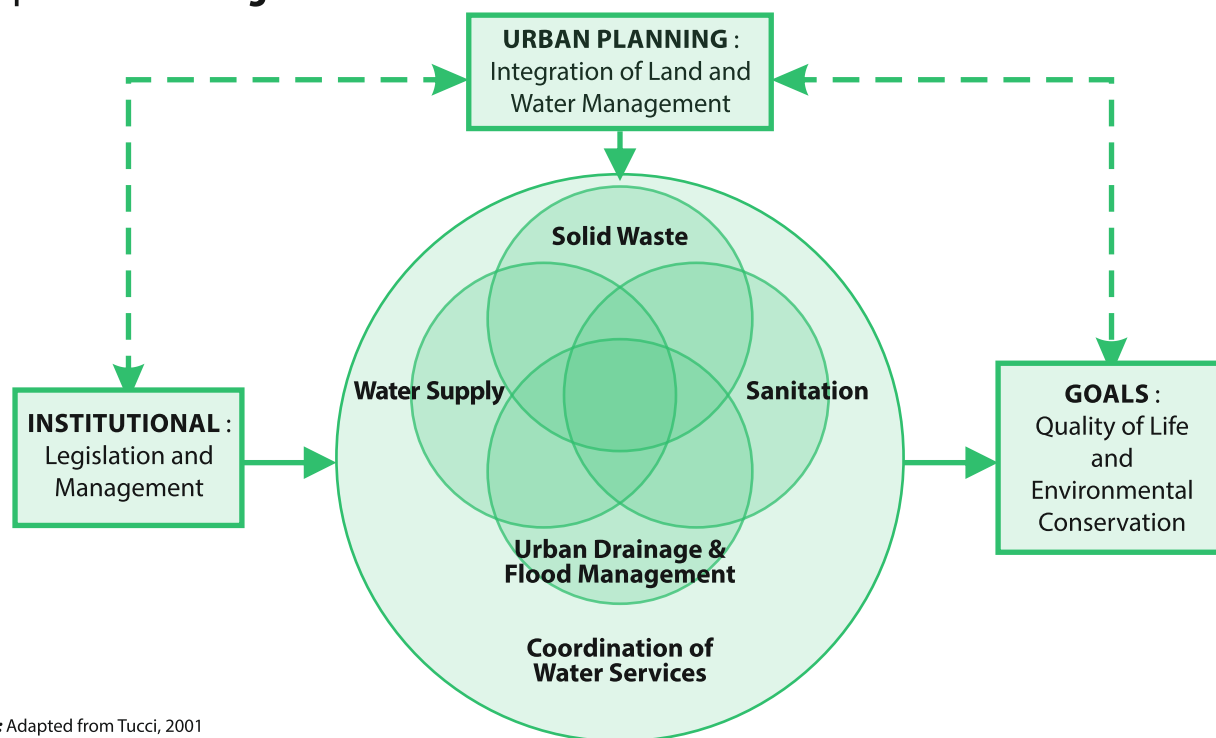 URBAN PLANNING :
Integration of Land and
Water Management
Solid Waste
Water Supply
Sanitation
INSTITUTIONAL :
Legislation and
Management
GOALS :
Quality of Life
and
Environmental
Conservation
Urban Drainage &
Flood Management
Coordination of
Water Services
: Adapted from Tucci, 2001